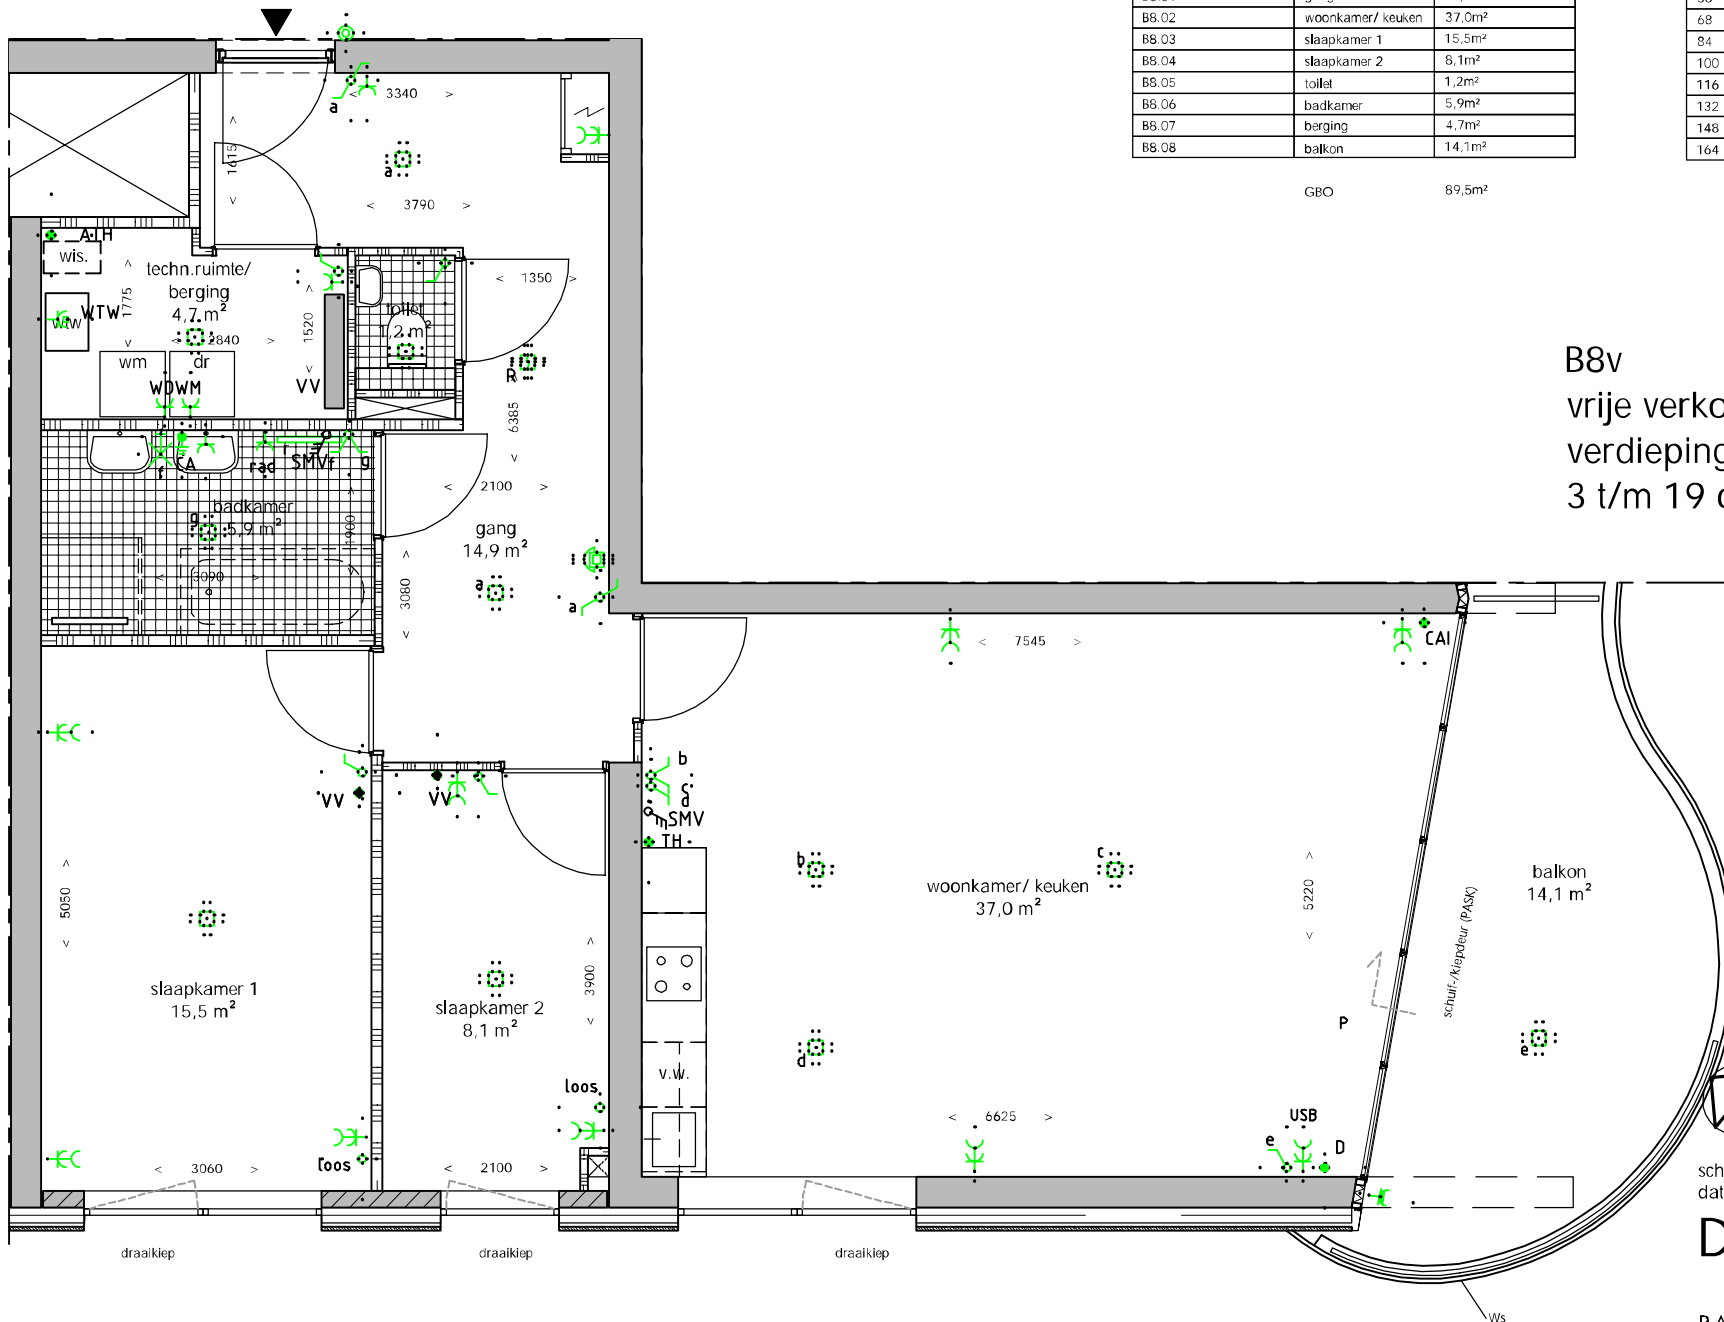 B8.02 woonkamer/ keuken 37,0m² 68
B8.03 slaapkamer 1 15,5m² 84
B8.04 slaapkamer 2 8,1m² 100
B8.05 toilet 1,2m² 116
B8.06 badkamer 5,9m² 132
B8.07 berging 4,7m² 148
B8.08 balkon 14,1m² 164
GBO 89,5m²
B8v
vrije verko
verdieping
3 t/m 19
3340
a
1615
a
3790
ATH
wis.
techn.ruimte/
berging
4,7 m²
1775
WTW
wtw
2840
1520
wm
dr
WDWM
VV
toilet
1,2 m²
1350
R
6385
f
CA
rac
r
SMVf
g
2100
badkamer
5,9 m²
g
1900
3090
gang
14,9 m²
3080
a
a
7545
CAI
b
c
d
SMV
TH
VV
VV
5050
b
c
woonkamer/ keuken
37,0 m²
5220
balkon
14,1 m²
schuif-/kiepdeur (PASK)
slaapkamer 1
15,5 m²
slaapkamer 2
8,1 m²
3900
P
e
d
v.w.
loos
loos
6625
USB
e
D
3060
2100
sch
dat
D
draaikiep
draaikiep
draaikiep
Ws